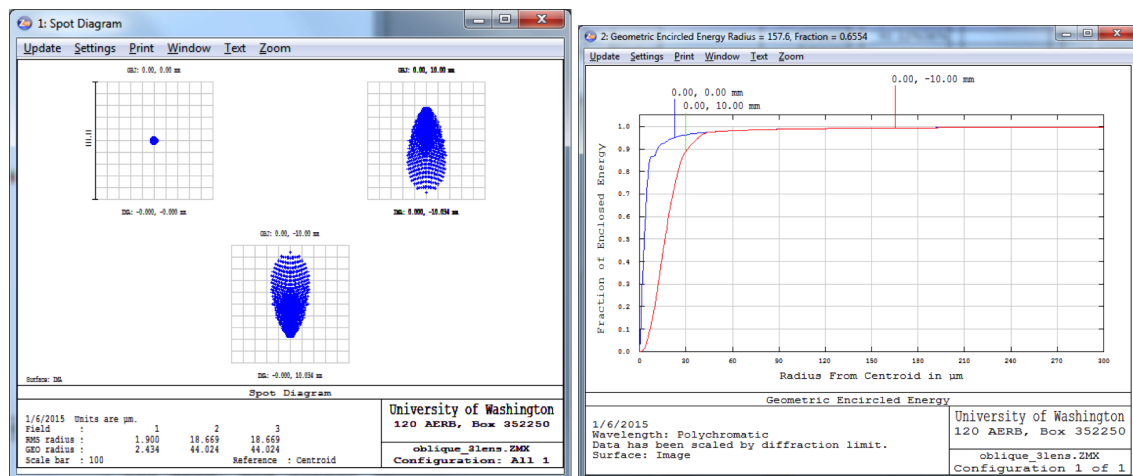 1: Spot Diagram
Update Settings Print Window Text Zoom
OBJ: 0.00, 0.00 mm
OBJ: 0.00, 10.00 mm
IMA: -0.000, -0.000 mm
IMA: 0.000, -10.034 mm
OBJ: 0.00, -10.00 mm
IMA: -0.000, 10.034 mm
Surface: IMA
Spot Diagram
1/6/2015 Units are µm.
Field : 1 2 3
RMS radius : 1.900 18.669 18.669
GEO radius : 2.434 44.024 44.024
Scale bar : 100 Reference : Centroid
University of Washington
120 AERB, Box 352250
oblique_3lens.ZMX
Configuration: All 1
2: Geometric Encircled Energy Radius = 157.6, Fraction = 0.6554
Update Settings Print Window Text Zoom
0.00, -10.00 mm
0.00, 0.00 mm
0.00, 10.00 mm
Fraction of Enclosed Energy
1.0
0.9
0.8
0.7
0.6
0.5
0.4
0.3
0.2
0.1
0.0
0 30 60 90 120 150 180 210 240 270 300
Radius From Centroid in µm
Geometric Encircled Energy
1/6/2015
Wavelength: Polychromatic
Data has been scaled by diffraction limit.
Surface: Image
University of Washington
120 AERB, Box 352250
oblique_3lens.ZMX
Configuration 1 of 1